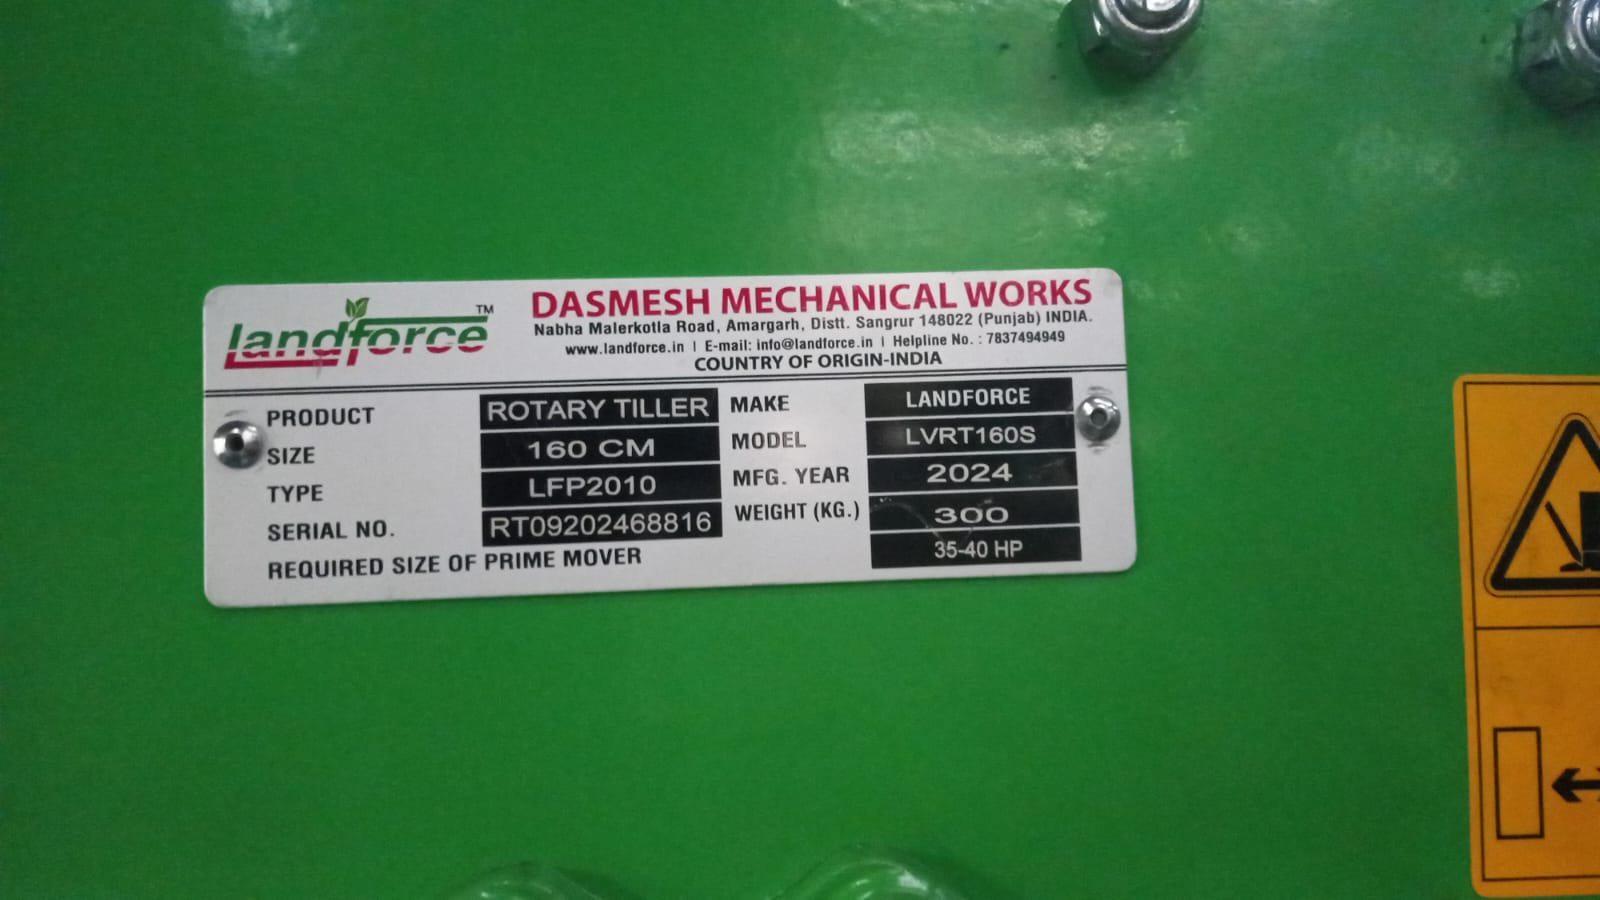 landforce™
DASMESH MECHANICAL WORKS
Nabha Malerkotla Road, Amargarh, Distt. Sangrur 148022 (Punjab) INDIA.
www.landforce.in | E-mail: info@landforce.in | Helpline No. : 7837494949
COUNTRY OF ORIGIN-INDIA
PRODUCT ROTARY TILLER MAKE LANDFORCE
SIZE 160 CM MODEL LVRT160S
TYPE LFP2010 MFG. YEAR 2024
SERIAL NO. RT09202468816 WEIGHT (KG.) 300
REQUIRED SIZE OF PRIME MOVER 35-40 HP